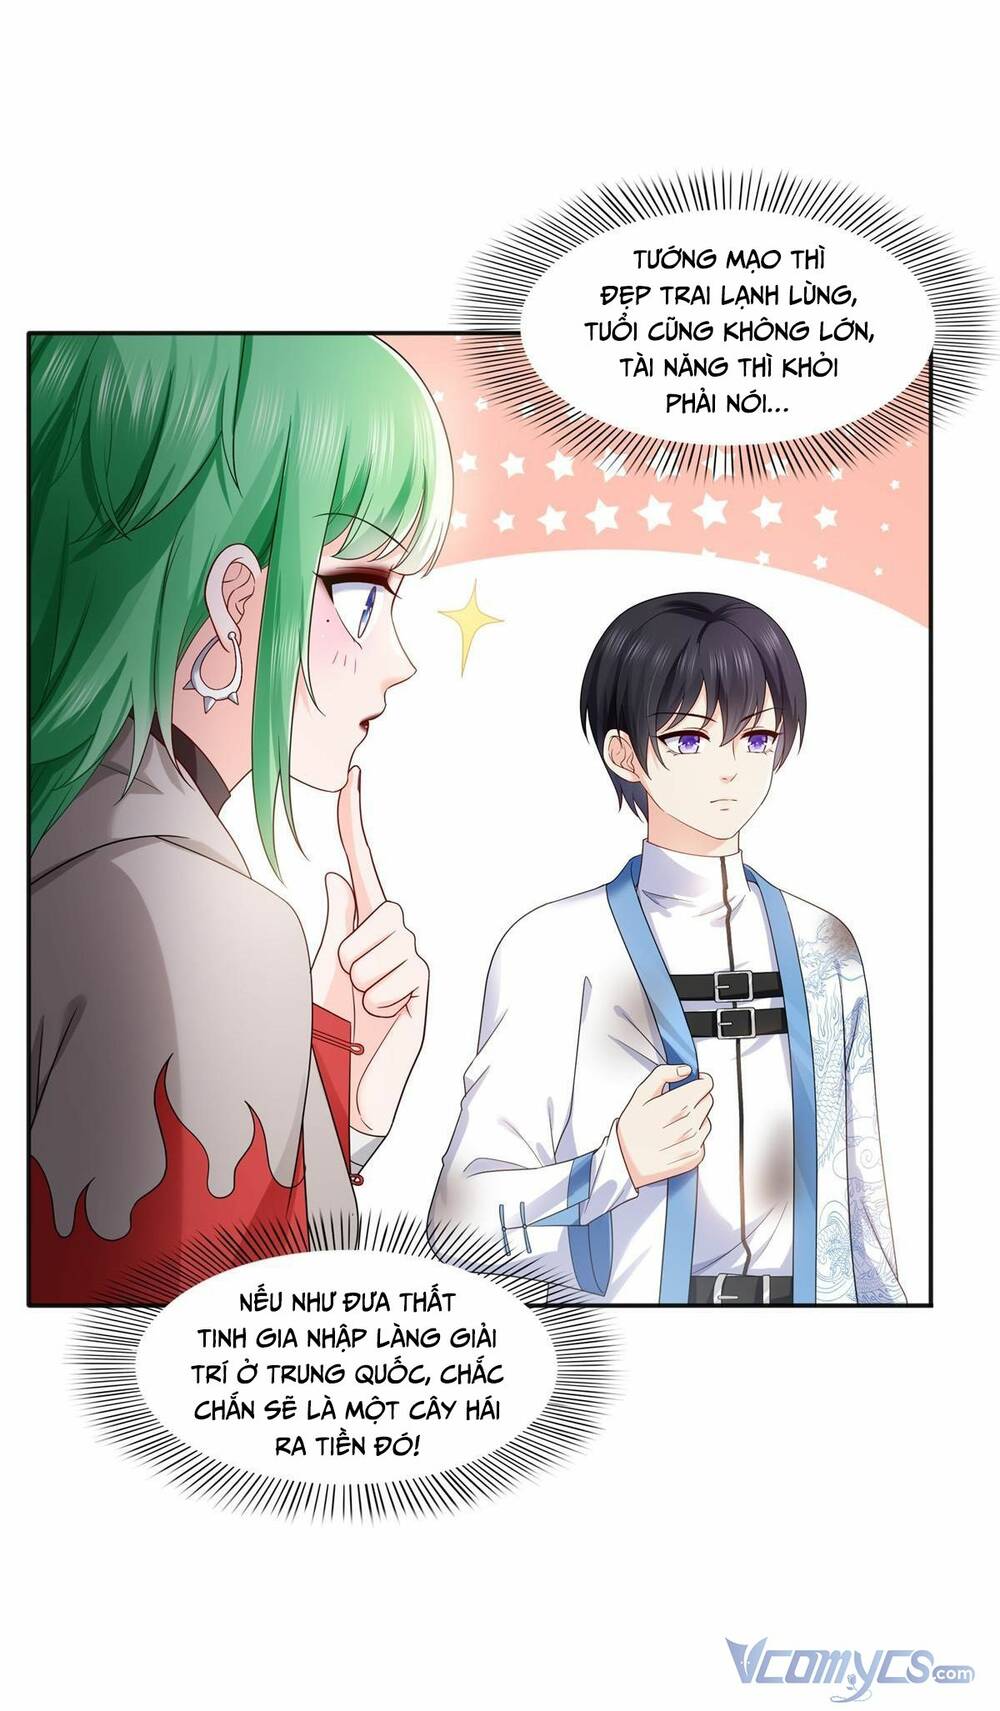 TƯỚNG MẠO THÌ
ĐẸP TRAI LẠNH LÙNG,
TUỔI CŨNG KHÔNG LỚN,
TÀI NĂNG THÌ KHỎI
PHẢI NÓI...
NẾU NHƯ ĐƯA THẤT
TINH GIA NHẬP LÀNG GIẢI
TRÍ Ở TRUNG QUỐC, CHẮC
CHẮN SẼ LÀ MỘT CÂY HÁI
RA TIỀN ĐÓ!
VCOMYCS.com